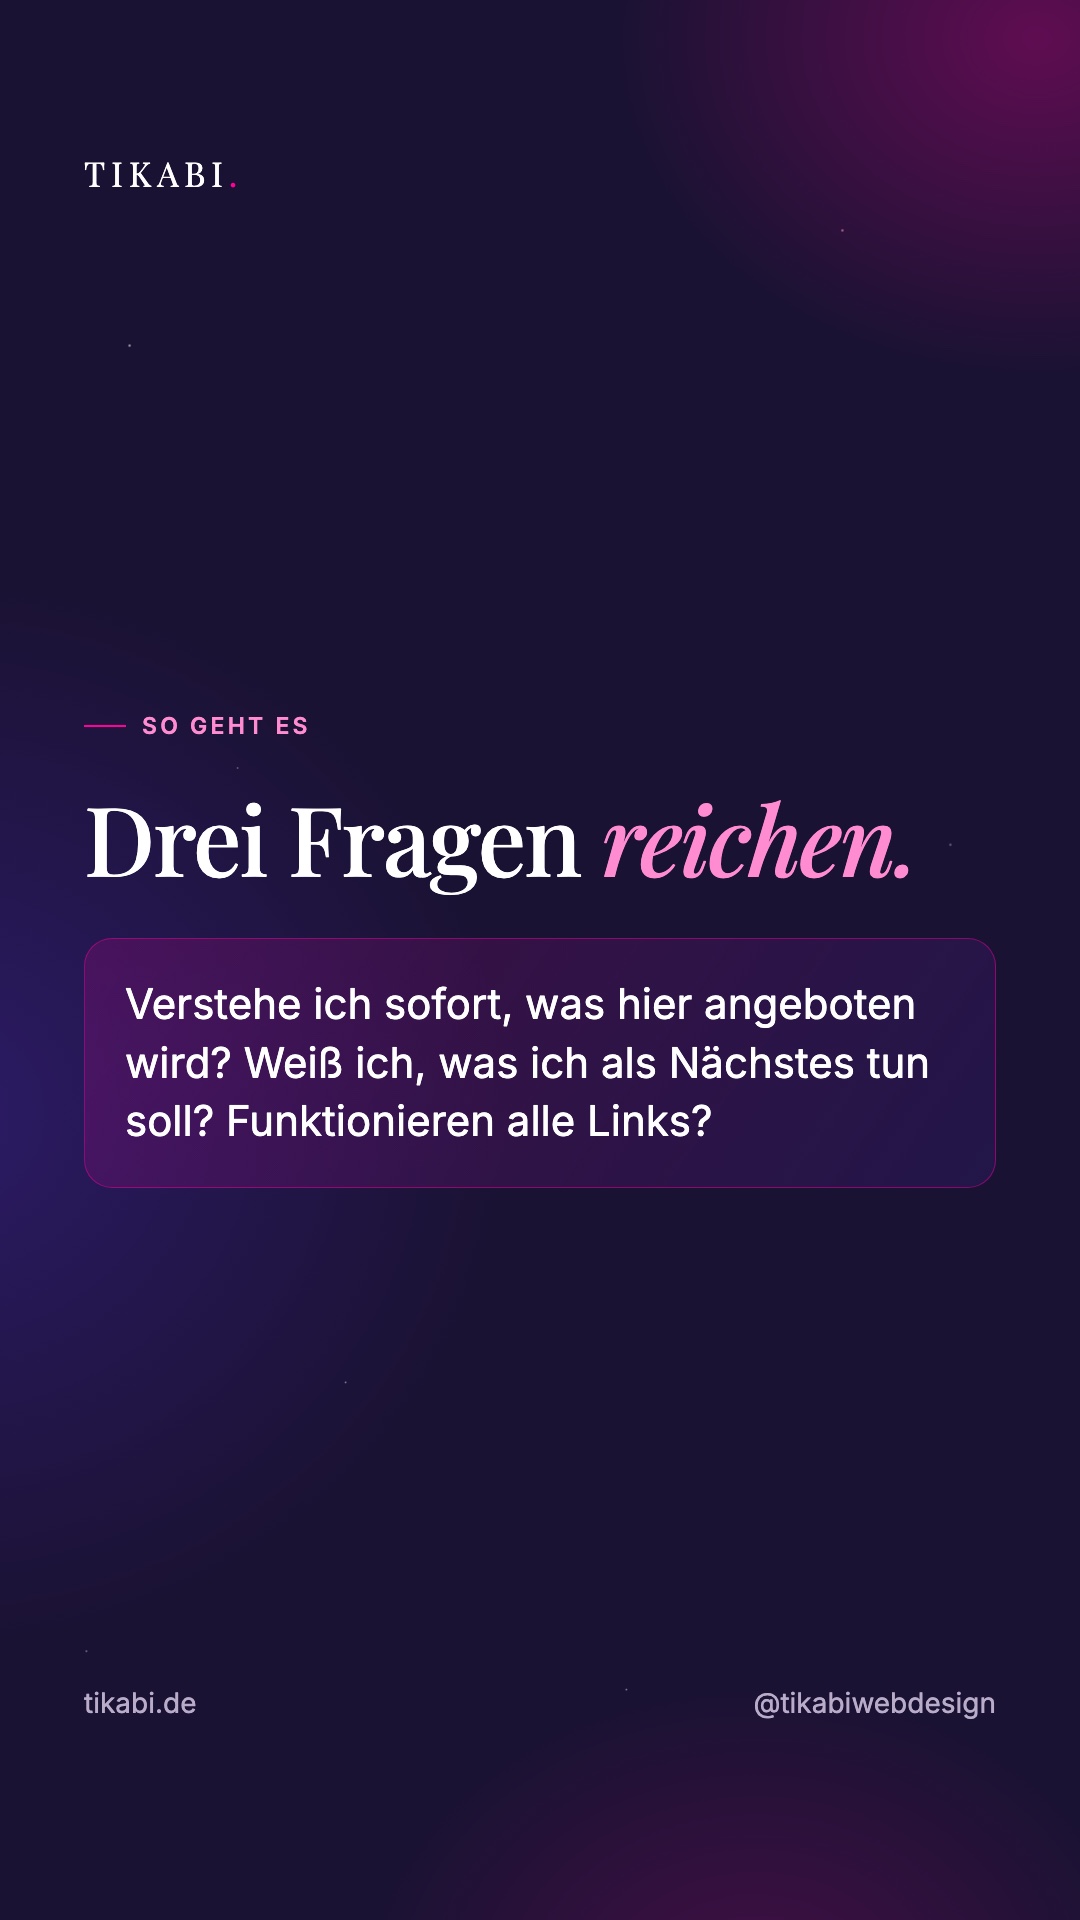 TIKABI.
SO GEHT ES
Drei Fragen reichen.
Verstehe ich sofort, was hier angeboten
wird? Weiß ich, was ich als Nächstes tun
soll? Funktionieren alle Links?
tikabi.de
@tikabiwebdesign